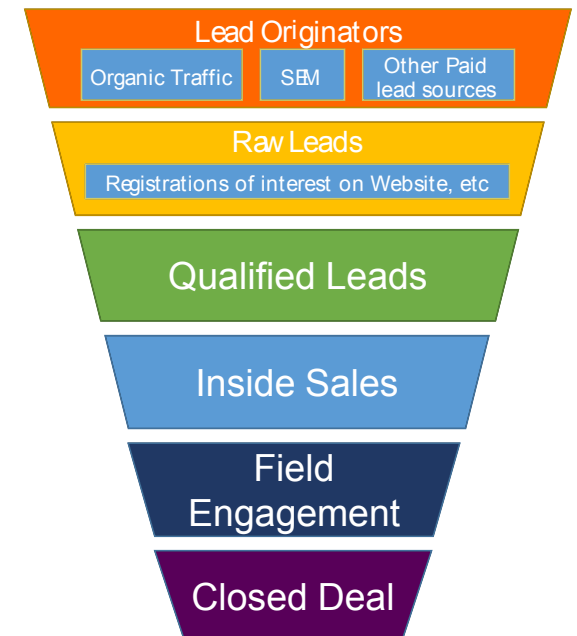 Lead Originators
Organic Traffic
SEM
Other Paid
lead sources
Raw Leads
Registrations of interest on Website, etc
Qualified Leads
Inside Sales
Field
Engagement
Closed Deal